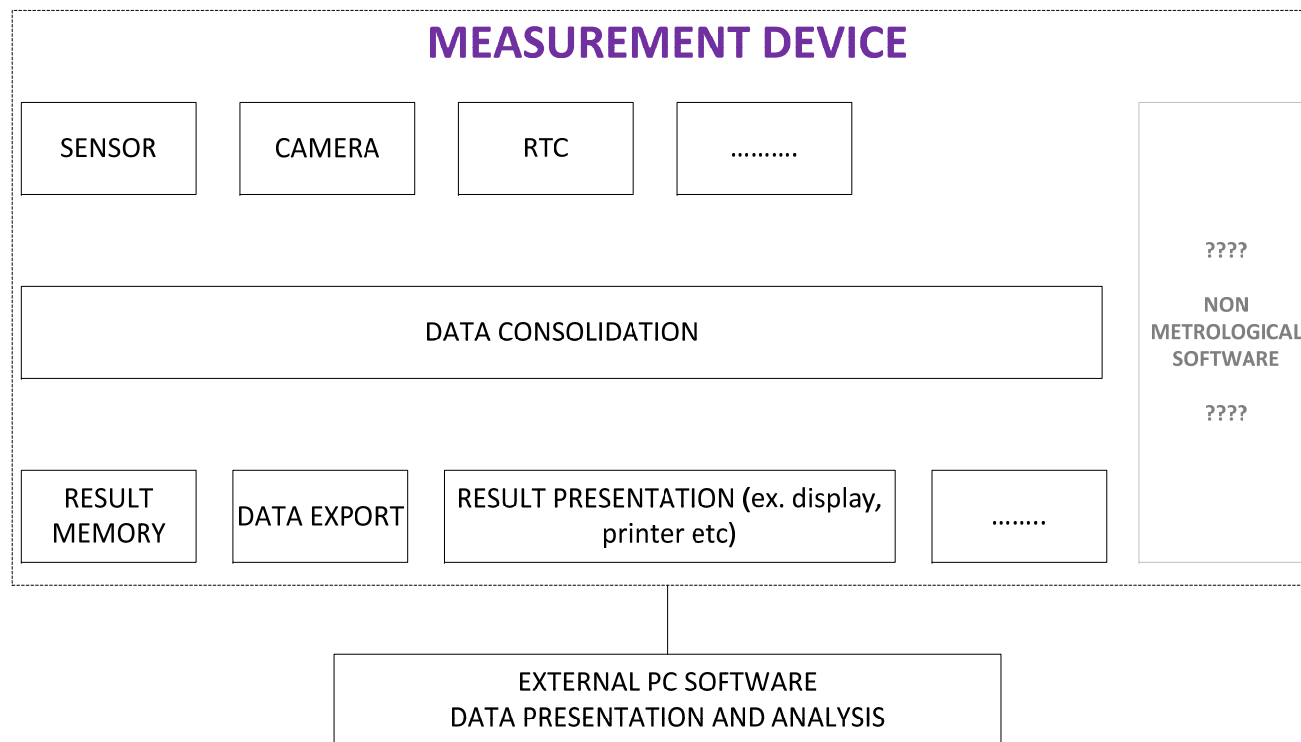 MEASUREMENT DEVICE
SENSOR
CAMERA
RTC
……….
????
NON
METROLOGICAL
SOFTWARE
????
DATA CONSOLIDATION
RESULT
MEMORY
DATA EXPORT
RESULT PRESENTATION (ex. display,
printer etc)
……..
EXTERNAL PC SOFTWARE
DATA PRESENTATION AND ANALYSIS